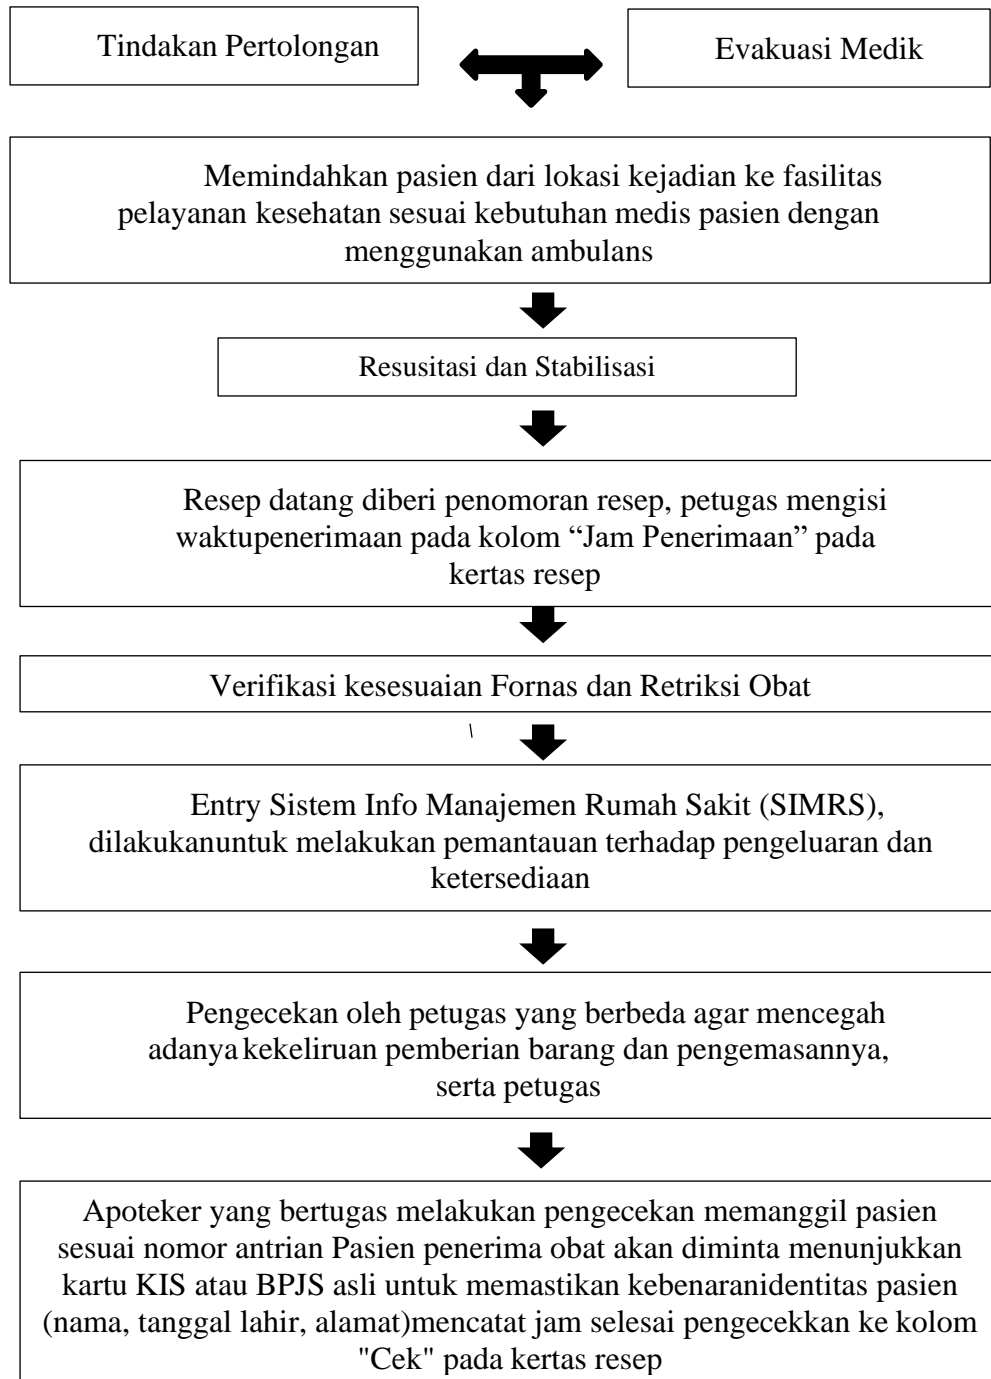 Tindakan Pertolongan
Evakuasi Medik
Memindahkan pasien dari lokasi kejadian ke fasilitas
pelayanan kesehatan sesuai kebutuhan medis pasien dengan
menggunakan ambulans
Resusitasi dan Stabilisasi
Resep datang diberi penomoran resep, petugas mengisi
waktupenerimaan pada kolom “Jam Penerimaan” pada
kertas resep
Verifikasi kesesuaian Fornas dan Retriksi Obat
\
Entry Sistem Info Manajemen Rumah Sakit (SIMRS),
dilakukanuntuk melakukan pemantauan terhadap pengeluaran dan
ketersediaan
Pengecekan oleh petugas yang berbeda agar mencegah
adanya kekeliruan pemberian barang dan pengemasannya,
serta petugas
Apoteker yang bertugas melakukan pengecekan memanggil pasien
sesuai nomor antrian Pasien penerima obat akan diminta menunjukkan
kartu KIS atau BPJS asli untuk memastikan kebenaranidentitas pasien
(nama, tanggal lahir, alamat)mencatat jam selesai pengecekkan ke kolom
"Cek" pada kertas resep